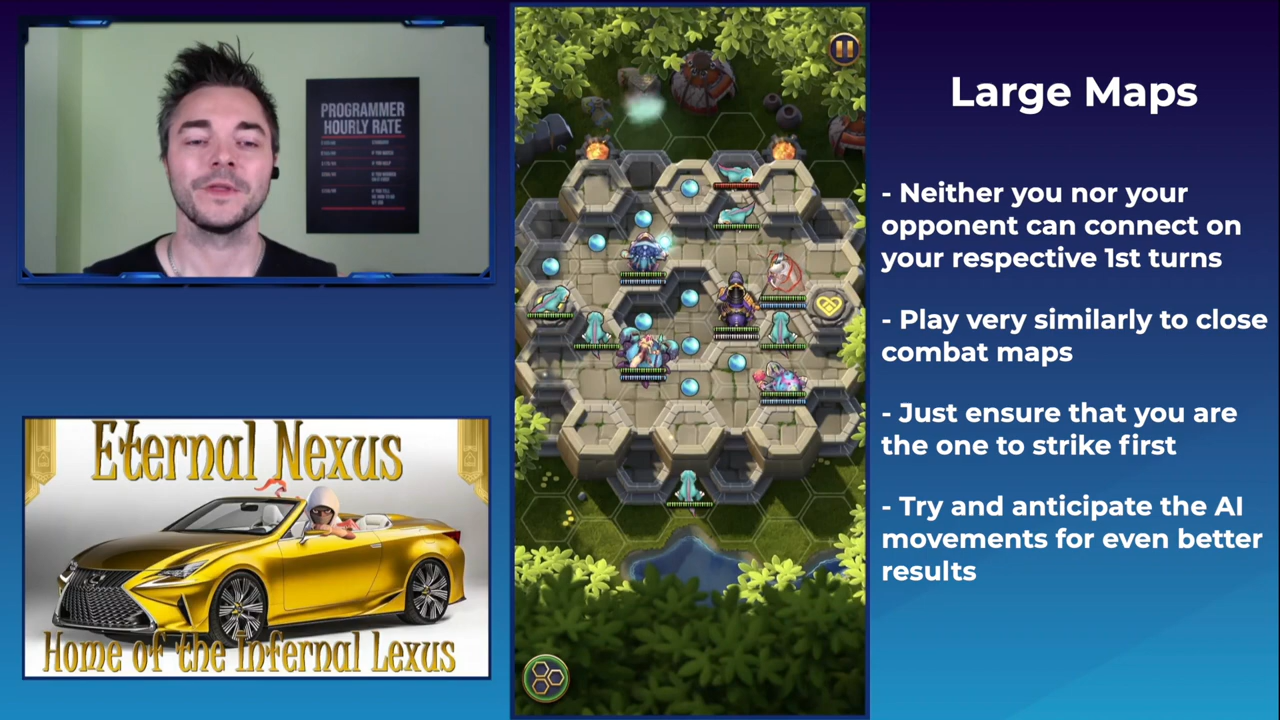 PROGRAMMER
HOURLY RATE
Large Maps
- Neither you nor your
opponent can connect on
your respective 1st turns
- Play very similarly to close
combat maps
- Just ensure that you are
the one to strike first
- Try and anticipate the AI
movements for even better
results
Eternal Nexus
Home of the Infernal Lexus